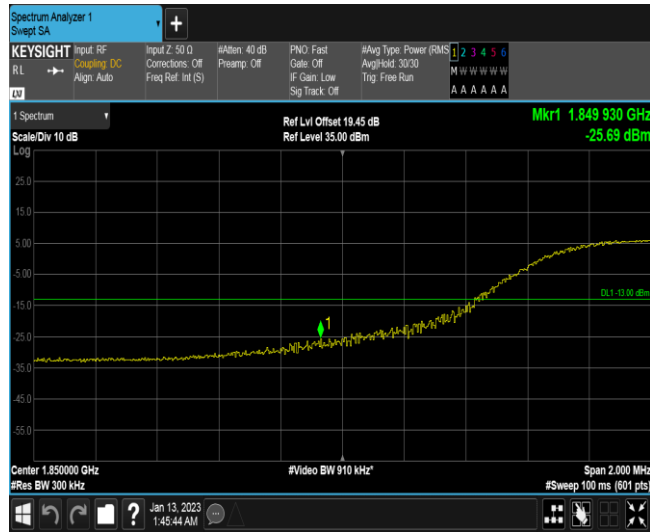 Spectrum Analyzer 1
Swept SA
+
KEYSIGHT
RL
LXI
Input: RF
Coupling: DC
Align: Auto
Input Z: 50 Ω
Corrections: Off
Freq Ref: Int (S)
#Atten: 40 dB
Preamp: Off
PNO: Fast
Gate: Off
IF Gain: Low
Sig Track: Off
#Avg Type: Power (RMS
Avg|Hold: 30/30
Trig: Free Run
1 2 3 4 5 6
M W W W W W
A A A A A A
1 Spectrum
Scale/Div 10 dB
Log
Ref Lvl Offset 19.45 dB
Ref Level 35.00 dBm
Mkr1 1.849 930 GHz
-25.69 dBm
25.0
15.0
5.00
-5.00
-15.0
-25.0
-35.0
-45.0
-55.0
DL1 -13.00 dBm
1
Center 1.850000 GHz
#Res BW 300 kHz
#Video BW 910 kHz*
Span 2.000 MHz
#Sweep 100 ms (601 pts)
?
Jan 13, 2023
1:45:44 AM